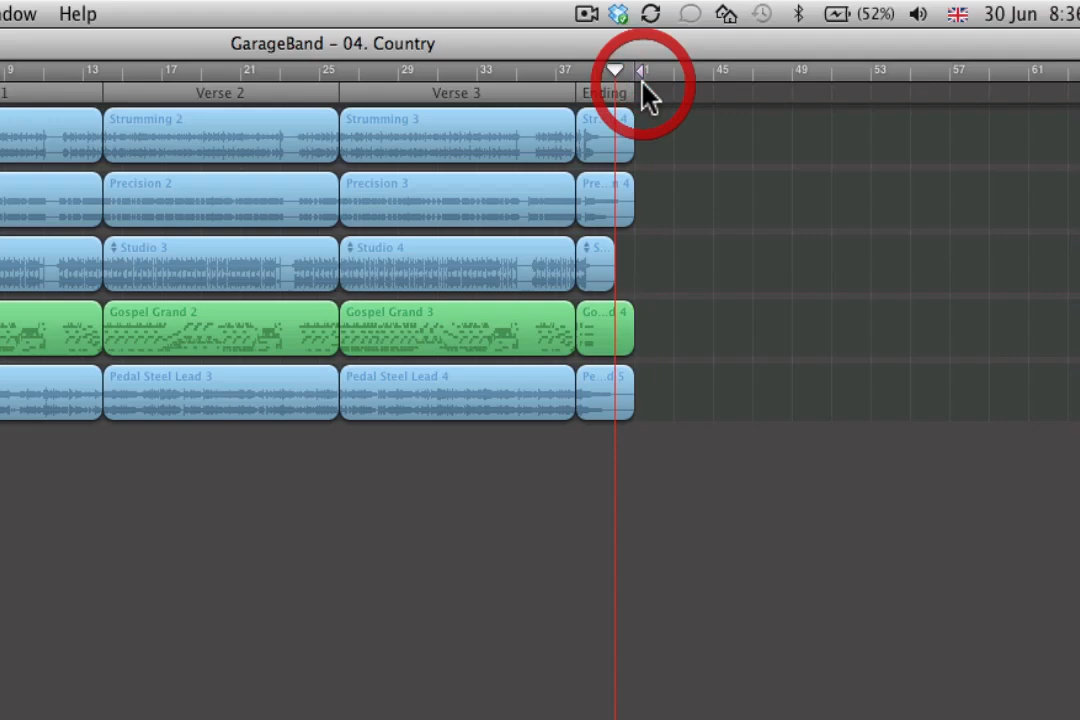 ndow Help (52%) 30 Jun 8:36
GarageBand - 04. Country
9 13 17 21 25 29 33 37 41 45 49 53 57 61
1 Verse 2 Verse 3 Ending
Strumming 2 Strumming 3 Str... 4
Precision 2 Precision 3 Pre...n 4
Studio 3 Studio 4 S...
Gospel Grand 2 Gospel Grand 3 Go...d 4
Pedal Steel Lead 3 Pedal Steel Lead 4 Pe...d 5